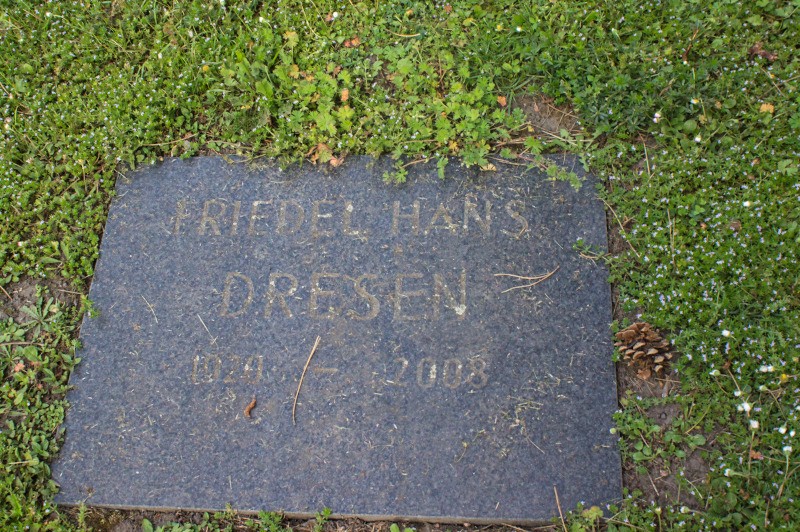 FRIEDEL HANS
DRESEN
– 2008